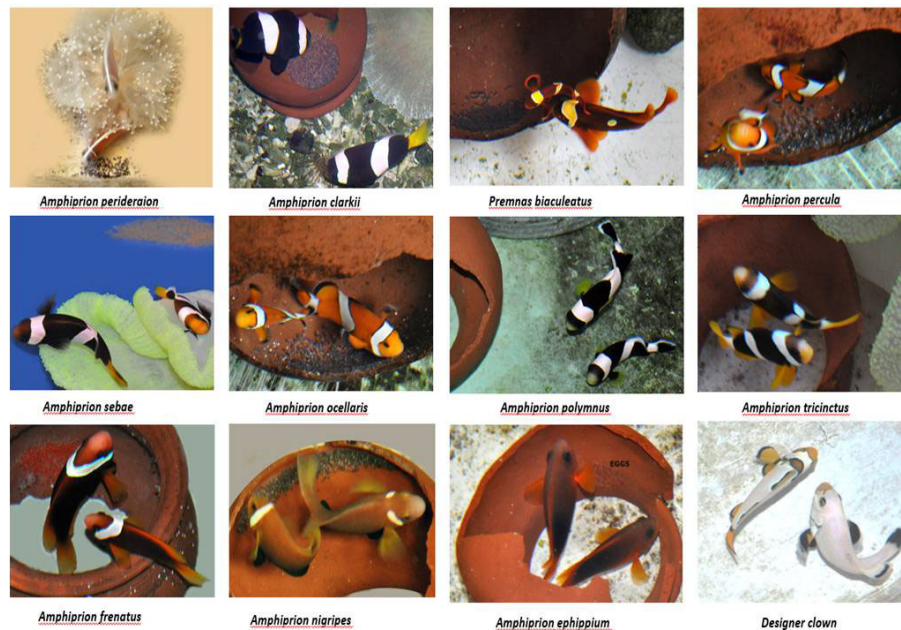 Amphiprion perideraion
Amphiprion clarkii
Premnas biaculeatus
Amphiprion percula
Amphiprion sebae
Amphiprion ocellaris
Amphiprion polymnus
Amphiprion tricinctus
EGGS
Amphiprion frenatus
Amphiprion nigripes
Amphiprion ephippium
Designer clown